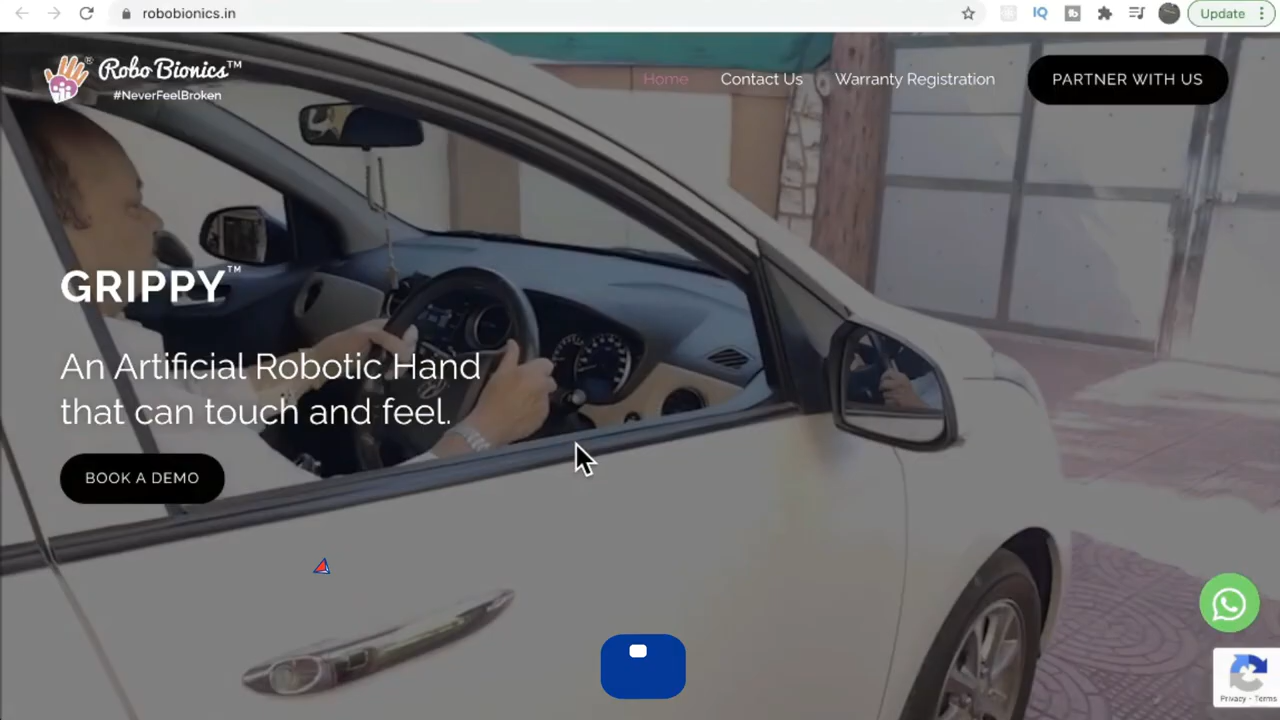 robobionics.in
Update
Robo Bionics™
#NeverFeelBroken
Home
Contact Us
Warranty Registration
PARTNER WITH US
GRIPPY™
An Artificial Robotic Hand
that can touch and feel.
BOOK A DEMO
Privacy - Terms